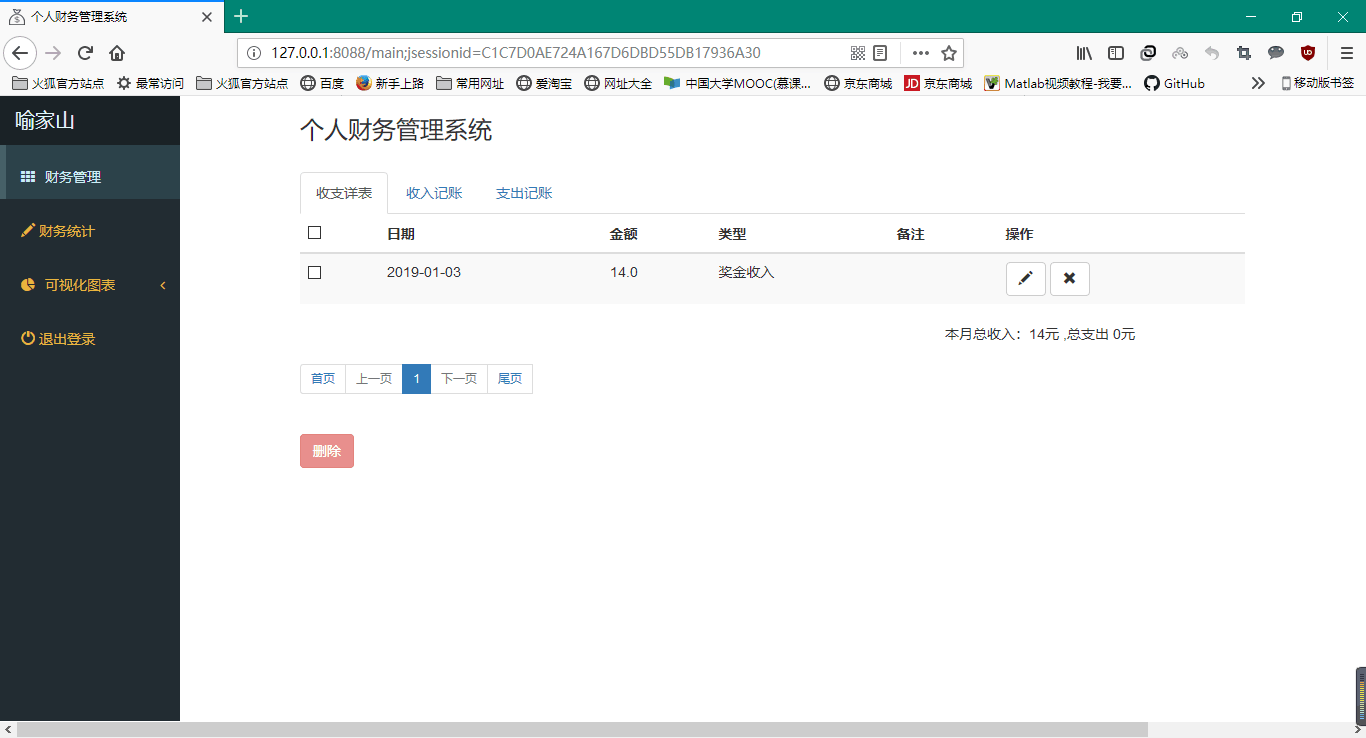 个人财务管理系统
127.0.0.1:8088/main;jsessionid=C1C7D0AE724A167D6DBD55DB17936A30
火狐官方站点 最常访问 火狐官方站点 百度 新手上路 常用网址 爱淘宝 网址大全 中国大学MOOC(慕课... 京东商城 JD 京东商城 Matlab视频教程-我要... GitHub 移动版书签
喻家山
财务管理
财务统计
可视化图表
退出登录
个人财务管理系统
收支详表 收入记账 支出记账
日期 金额 类型 备注 操作
2019-01-03 14.0 奖金收入
本月总收入：14元 ,总支出 0元
首页 上一页 1 下一页 尾页
删除